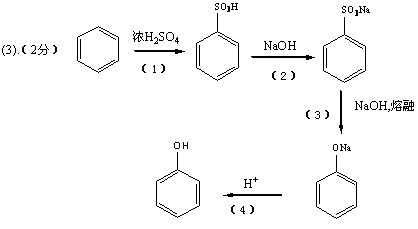 SO3H
SO3Na
(3).(2分)
浓H2SO4
(1)
NaOH
(2)
(3)
NaOH,熔融
OH
ONa
H+
(4)